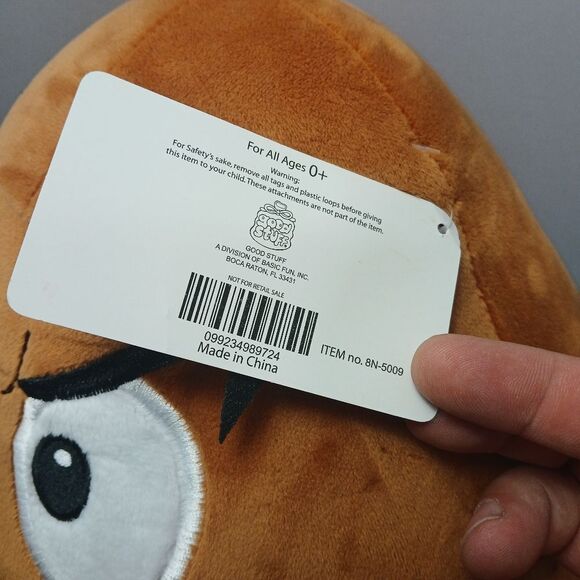 For All Ages 0+
Warning:
For Safety's sake, remove all tags and plastic loops before giving
this item to your child. These attachments are not part of the item.
GOOD
STUFF
GOOD STUFF
A DIVISION OF BASIC FUN, INC.
BOCA RATON, FL 33431
NOT FOR RETAIL SALE
099234989724
Made in China
ITEM no. 8N-5009